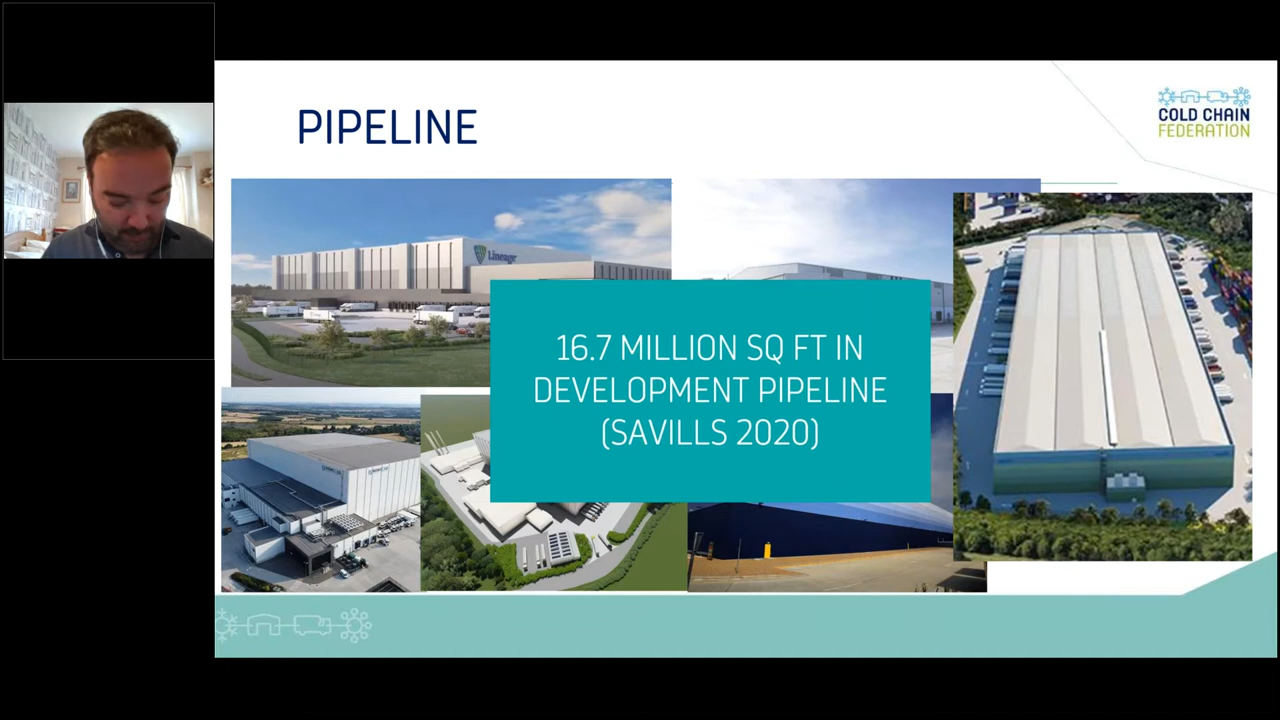 PIPELINE
COLD CHAIN
FEDERATION
Lineage
16.7 MILLION SQ FT IN
DEVELOPMENT PIPELINE
(SAVILLS 2020)